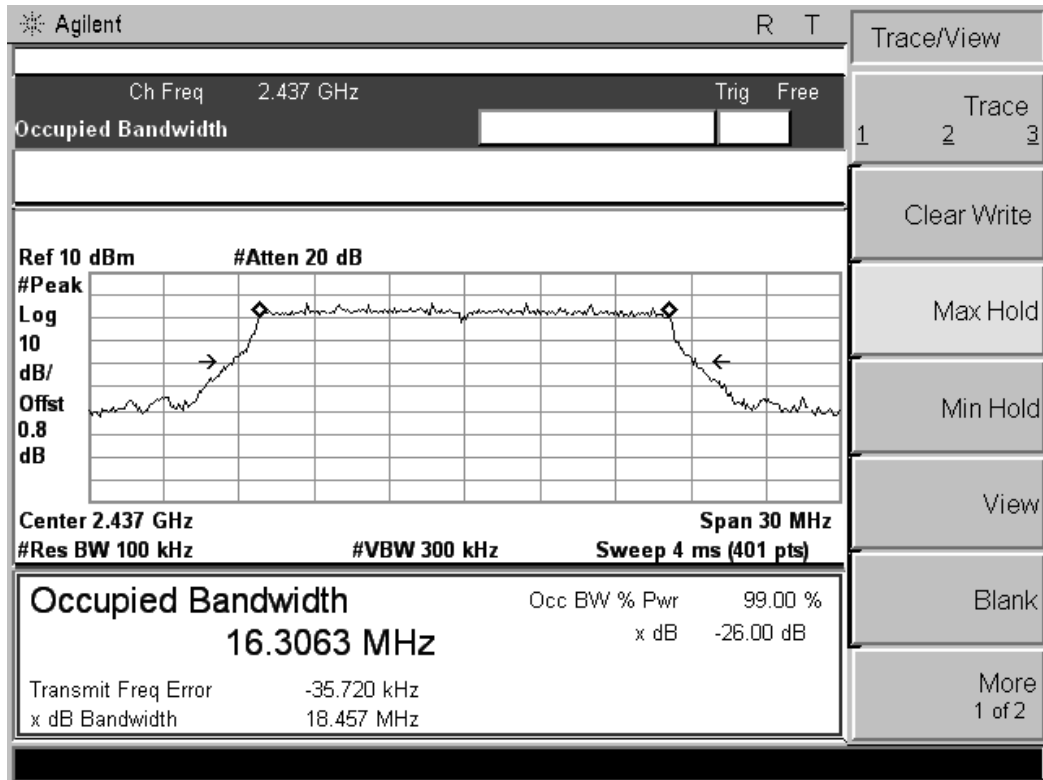 Agilent
R T
Trace/View
Ch Freq 2.437 GHz
Trig Free
Occupied Bandwidth
Trace
1 2 3
Clear Write
Ref 10 dBm #Atten 20 dB
#Peak
Log
10
dB/
Offst
0.8
dB
Max Hold
Min Hold
Center 2.437 GHz Span 30 MHz
#Res BW 100 kHz #VBW 300 kHz Sweep 4 ms (401 pts)
View
Occupied Bandwidth
16.3063 MHz
Occ BW % Pwr 99.00 %
x dB -26.00 dB
Transmit Freq Error -35.720 kHz
x dB Bandwidth 18.457 MHz
Blank
More
1 of 2